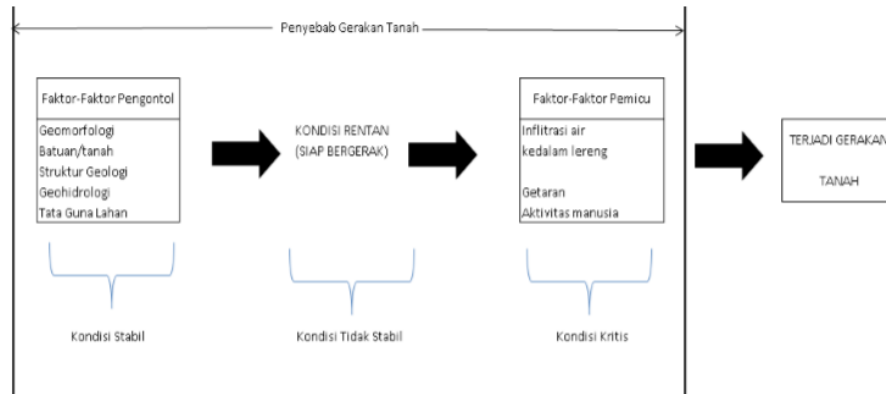 Penyebab Gerakan Tanah
Faktor-Faktor Pengontol
Geomorfologi
Batuan/tanah
Struktur Geologi
Geohidrologi
Tata Guna Lahan
KONDISI RENTAN
(SIAP BERGERAK)
Faktor-Faktor Pemicu
Inflitrasi air
kedalam lereng
Getaran
Aktivitas manusia
TERJADI GERAKAN
TANAH
Kondisi Stabil
Kondisi Tidak Stabil
Kondisi Kritis